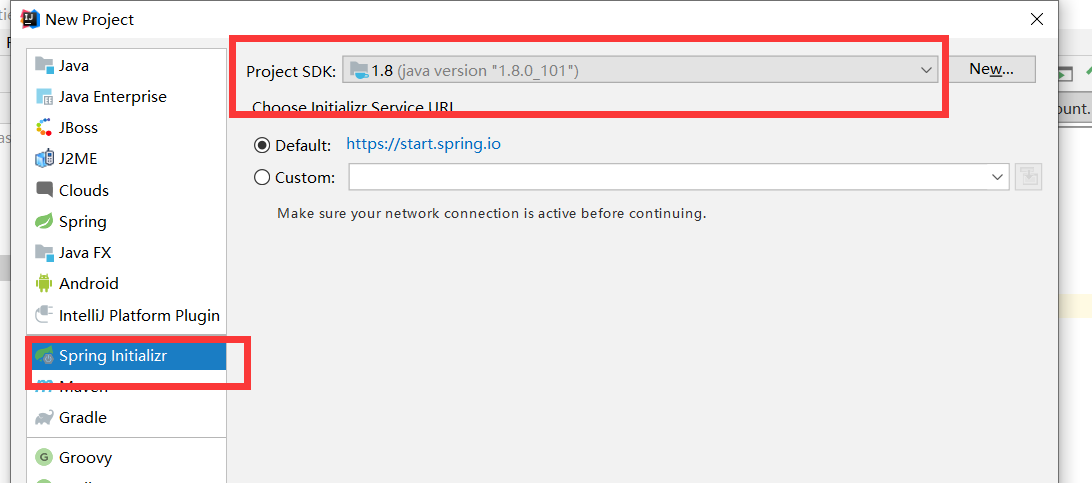 New Project
Java
Java Enterprise
JBoss
J2ME
Clouds
Spring
Java FX
Android
IntelliJ Platform Plugin
Spring Initializr
Maven
Gradle
Groovy
Project SDK: 1.8 (java version "1.8.0_101") New...
Choose Initializr Service URL
Default: https://start.spring.io
Custom:
Make sure your network connection is active before continuing.
ount.